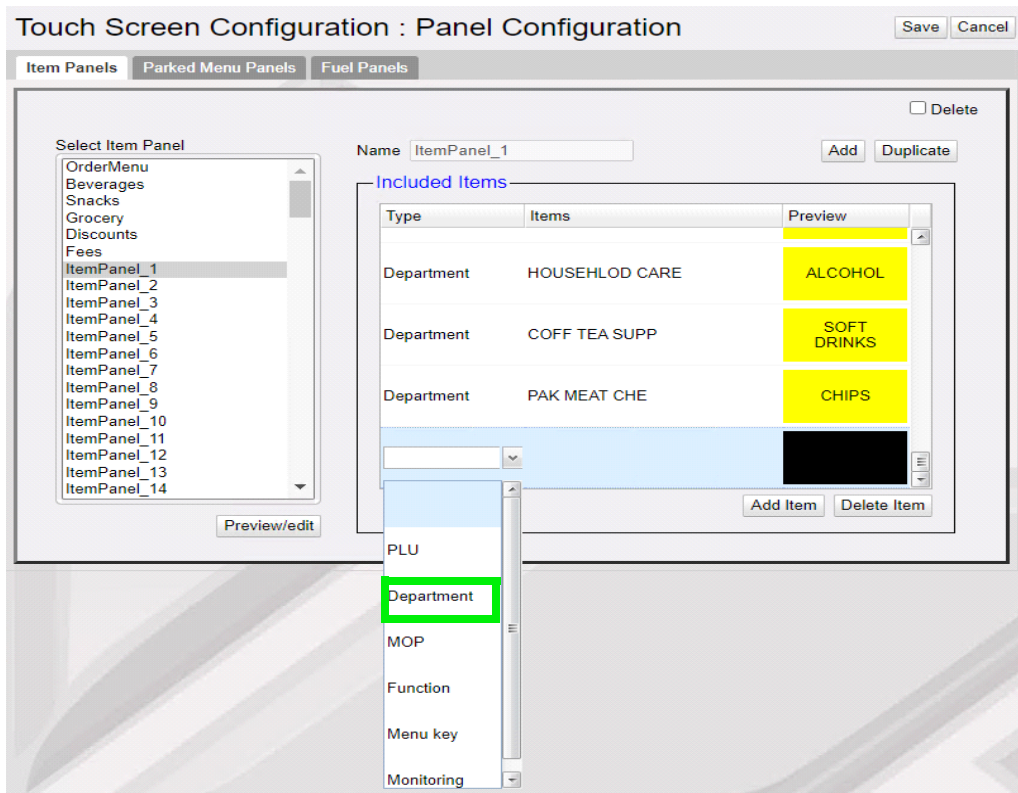 Touch Screen Configuration : Panel Configuration
Save Cancel
Item Panels Parked Menu Panels Fuel Panels
Delete
Select Item Panel
OrderMenu
Beverages
Snacks
Grocery
Discounts
Fees
ItemPanel_1
ItemPanel_2
ItemPanel_3
ItemPanel_4
ItemPanel_5
ItemPanel_6
ItemPanel_7
ItemPanel_8
ItemPanel_9
ItemPanel_10
ItemPanel_11
ItemPanel_12
ItemPanel_13
ItemPanel_14
Preview/edit
Name ItemPanel_1
Add Duplicate
Included Items
Type Items Preview
Department HOUSEHLOD CARE ALCOHOL
Department COFF TEA SUPP SOFT
DRINKS
Department PAK MEAT CHE CHIPS
Add Item Delete Item
PLU
Department
MOP
Function
Menu key
Monitoring